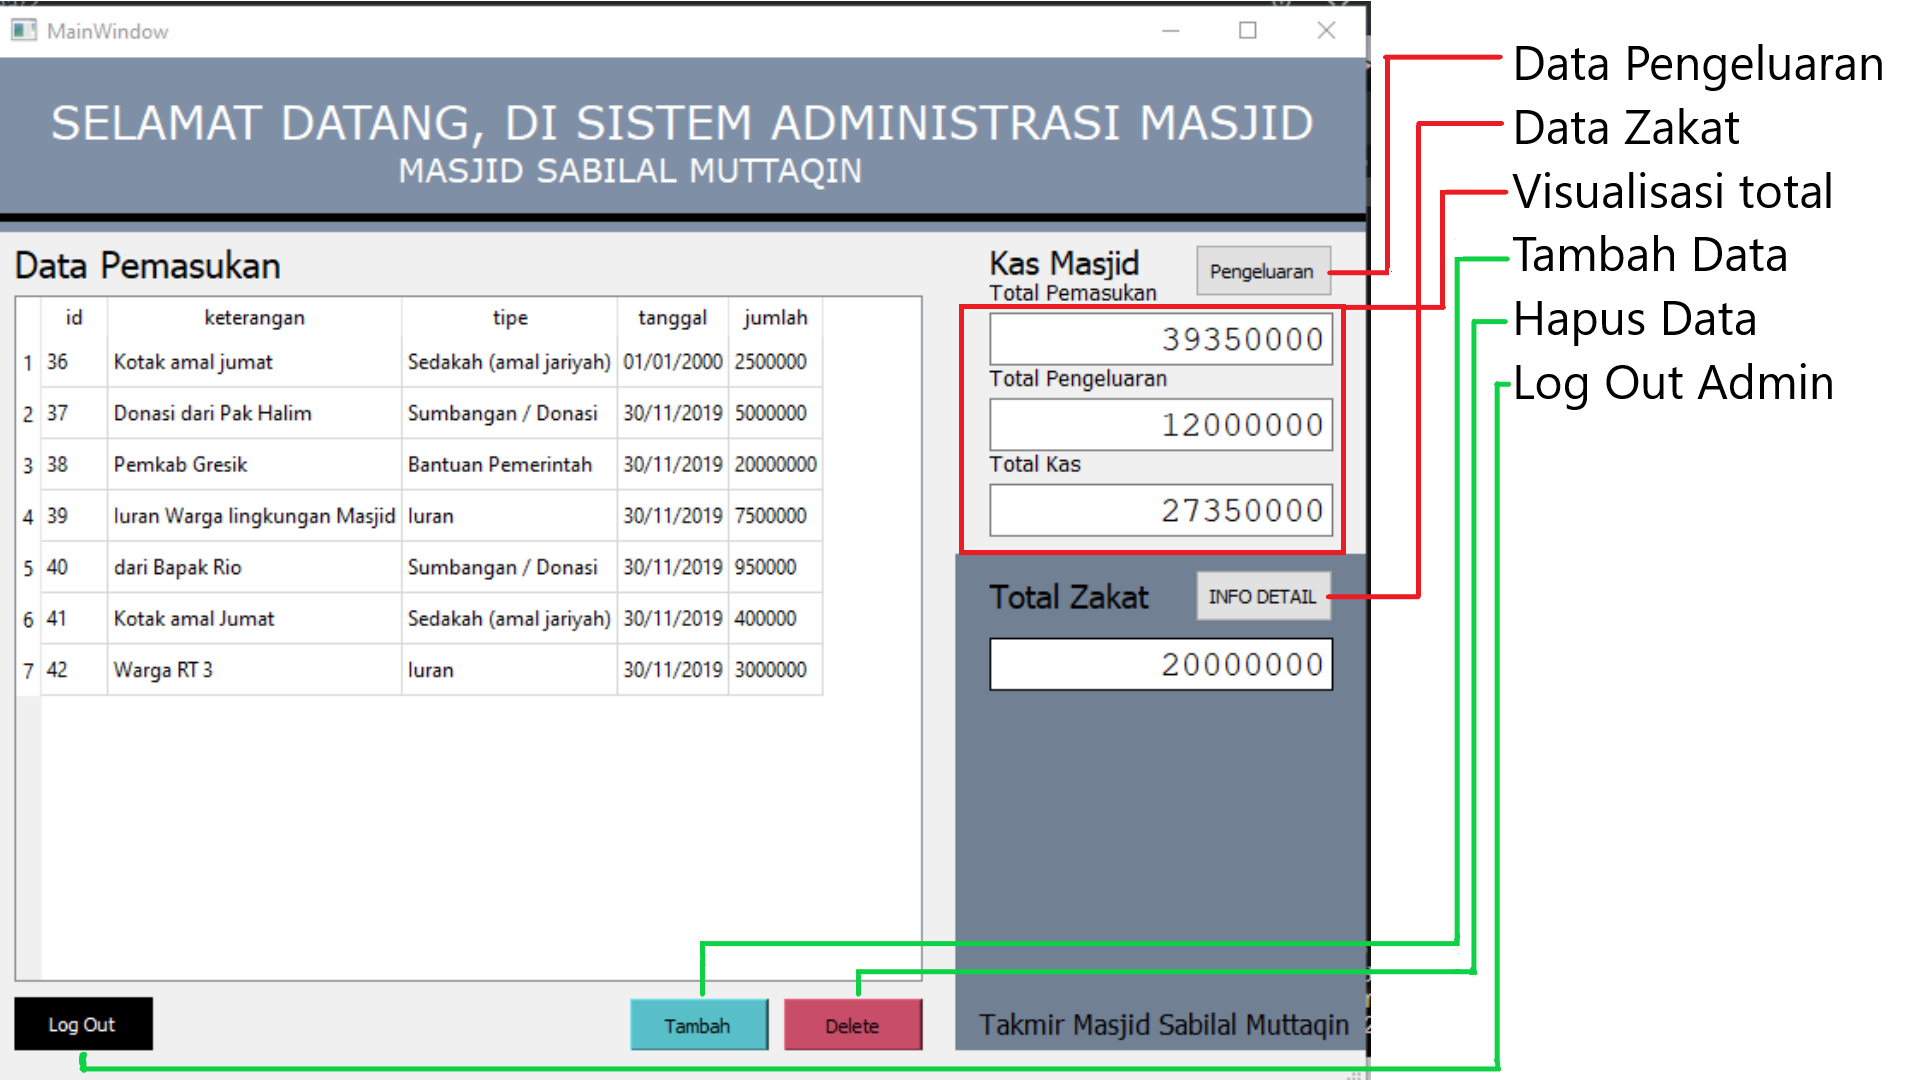 MainWindow
SELAMAT DATANG, DI SISTEM ADMINISTRASI MASJID
MASJID SABILAL MUTTAQIN
Data Pemasukan
id keterangan tipe tanggal jumlah
1 36 Kotak amal jumat Sedakah (amal jariyah) 01/01/2000 2500000
2 37 Donasi dari Pak Halim Sumbangan / Donasi 30/11/2019 5000000
3 38 Pemkab Gresik Bantuan Pemerintah 30/11/2019 20000000
4 39 Iuran Warga lingkungan Masjid Iuran 30/11/2019 7500000
5 40 dari Bapak Rio Sumbangan / Donasi 30/11/2019 950000
6 41 Kotak amal Jumat Sedakah (amal jariyah) 30/11/2019 400000
7 42 Warga RT 3 Iuran 30/11/2019 3000000
Log Out
Tambah
Delete
Kas Masjid
Pengeluaran
Total Pemasukan
39350000
Total Pengeluaran
12000000
Total Kas
27350000
Total Zakat
INFO DETAIL
20000000
Takmir Masjid Sabilal Muttaqin
Data Pengeluaran
Data Zakat
Visualisasi total
Tambah Data
Hapus Data
Log Out Admin